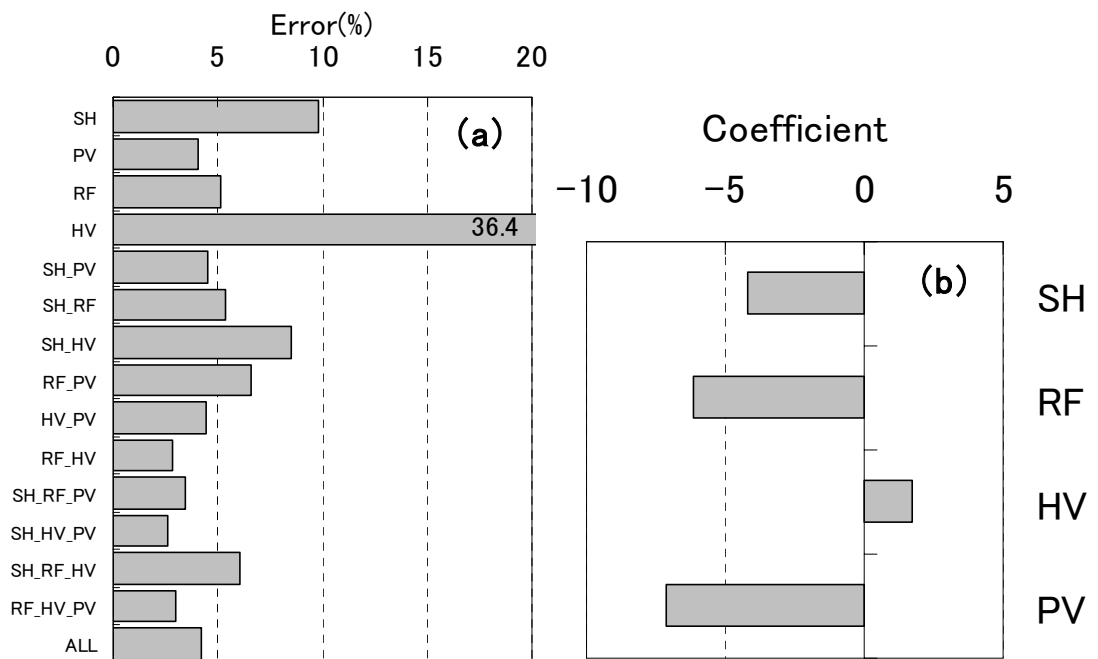 Error(%)
0 5 10 15 20
(a)
SH
PV
RF
HV
36.4
SH_PV
SH_RF
SH_HV
RF_PV
HV_PV
RF_HV
SH_RF_PV
SH_HV_PV
SH_RF_HV
RF_HV_PV
ALL
Coefficient
−10 −5 0 5
(b)
SH
RF
HV
PV